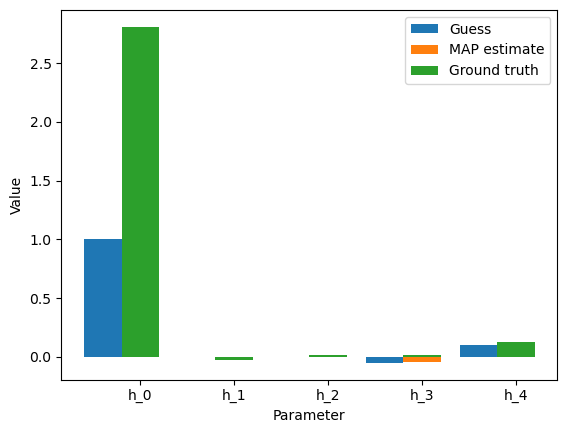 Guess
MAP estimate
Ground truth
2.5
2.0
1.5
1.0
0.5
0.0
Value
h_0 h_1 h_2 h_3 h_4
Parameter